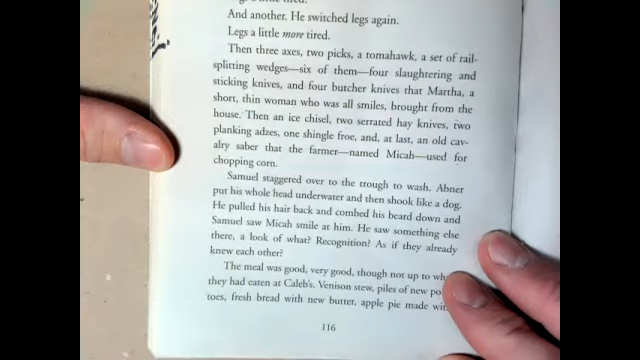 And another. He switched legs again.
Legs a little more tired.
Then three axes, two picks, a tomahawk, a set of rail-
splitting wedges—six of them—four slaughtering and
sticking knives, and four butcher knives that Martha, a
short, thin woman who was all smiles, brought from the
house. Then an ice chisel, two serrated hay knives, two
planking adzes, one shingle froe, and, at last, an old cav-
alry saber that the farmer—named Micah—used for
chopping corn.
Samuel staggered over to the trough to wash. Abner
put his whole head underwater and then shook like a dog.
He pulled his hair back and combed his beard down and
Samuel saw Micah smile at him. He saw something else
there, a look of what? Recognition? As if they already
knew each other?
The meal was good, very good, though not up to
they had eaten at Caleb's. Venison stew, piles of new
toes, fresh bread with new butter, apple pie made
116